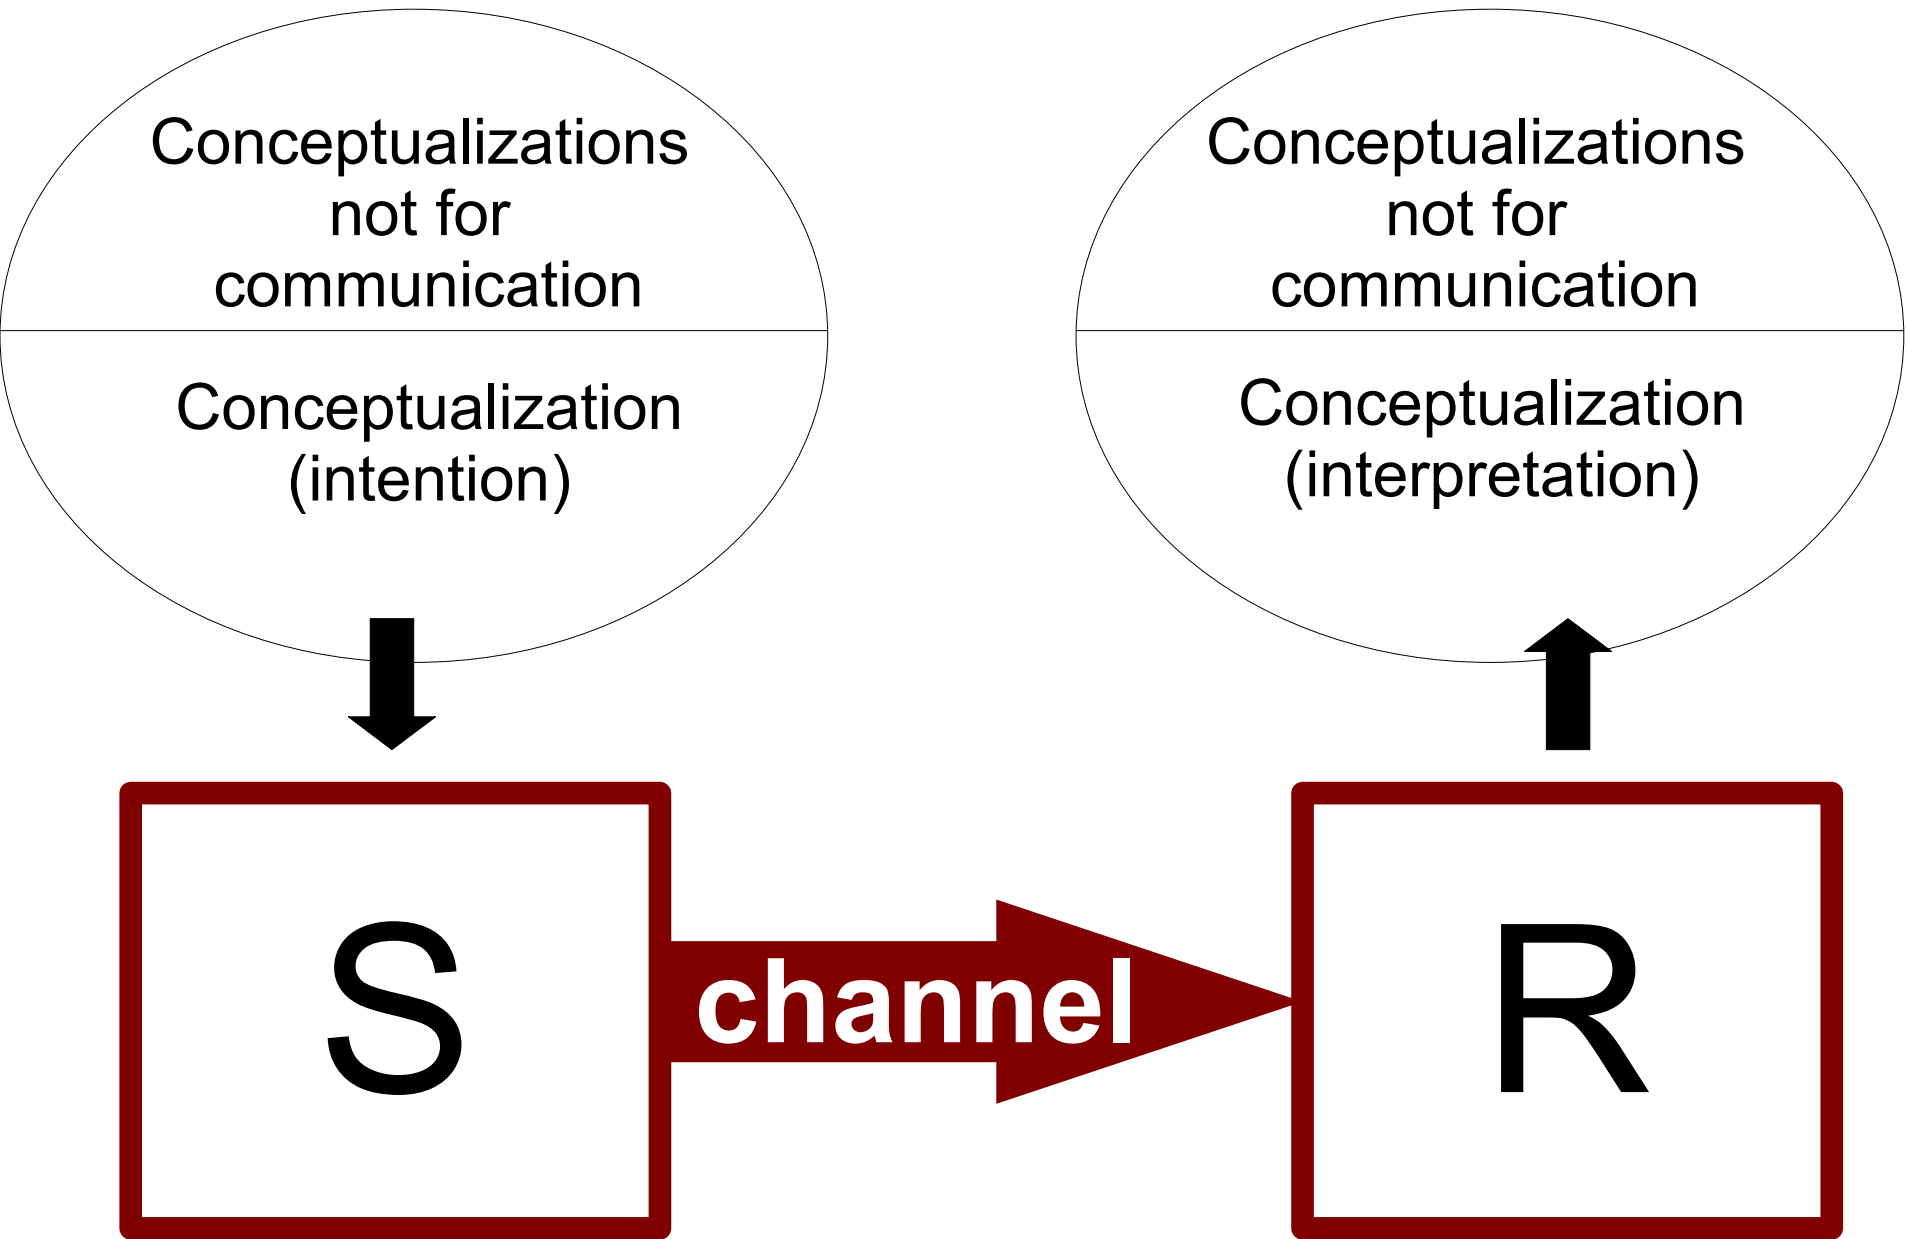 Conceptualizations
not for
communication
Conceptualization
(intention)
Conceptualizations
not for
communication
Conceptualization
(interpretation)
S
channel
R